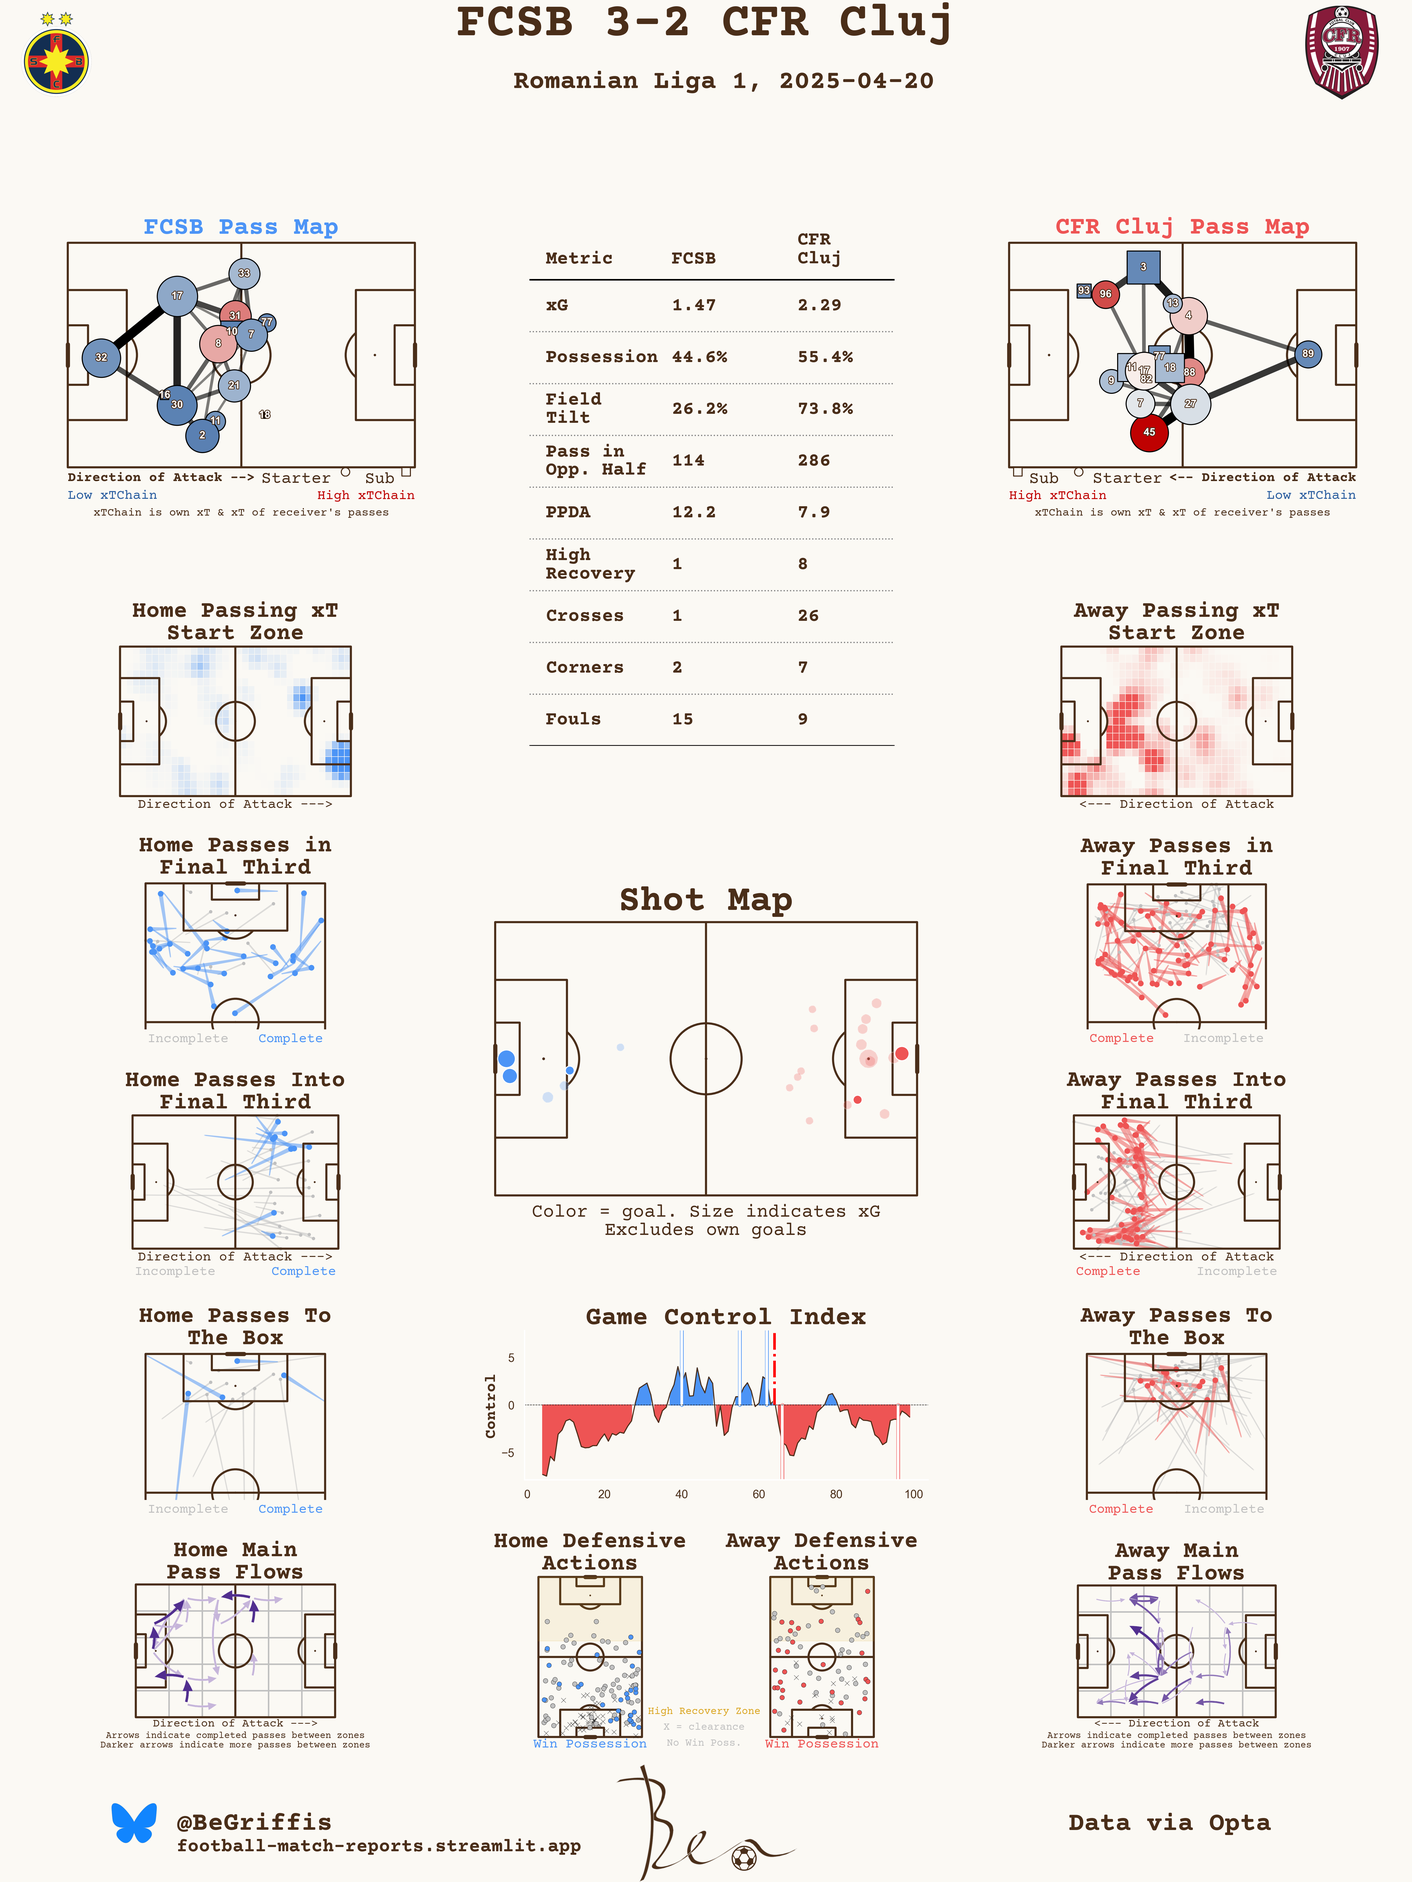 FCSB 3-2 CFR Cluj
Romanian Liga 1, 2025-04-20
CFR
1907
FCSB Pass Map
33
17
31
77
10
7
8
32
21
16
30
11
18
2
Direction of Attack --> Starter Sub
Low xTChain High xTChain
xTChain is own xT & xT of receiver's passes
Metric FCSB CFR
Cluj
xG 1.47 2.29
Possession 44.6% 55.4%
Field
Tilt 26.2% 73.8%
Pass in
Opp. Half 114 286
PPDA 12.2 7.9
High
Recovery 1 8
Crosses 1 26
Corners 2 7
Fouls 15 9
CFR Cluj Pass Map
3
93
96
13
4
77
89
11
17
18
88
9
82
7
27
45
Sub Starter <-- Direction of Attack
High xTChain Low xTChain
xTChain is own xT & xT of receiver's passes
Home Passing xT
Start Zone
Direction of Attack --->
Away Passing xT
Start Zone
<--- Direction of Attack
Home Passes in
Final Third
Incomplete Complete
Away Passes in
Final Third
Complete Incomplete
Shot Map
Color = goal. Size indicates xG
Excludes own goals
Home Passes Into
Final Third
Direction of Attack --->
Incomplete Complete
Away Passes Into
Final Third
<--- Direction of Attack
Complete Incomplete
Home Passes To
The Box
Incomplete Complete
Game Control Index
Control
5
0
−5
0 20 40 60 80 100
Away Passes To
The Box
Complete Incomplete
Home Main
Pass Flows
Direction of Attack --->
Arrows indicate completed passes between zones
Darker arrows indicate more passes between zones
Home Defensive
Actions
Win Possession
High Recovery Zone
X = clearance
No Win Poss.
Away Defensive
Actions
Win Possession
Away Main
Pass Flows
<--- Direction of Attack
Arrows indicate completed passes between zones
Darker arrows indicate more passes between zones
@BeGriffis
football-match-reports.streamlit.app
Ben
Data via Opta